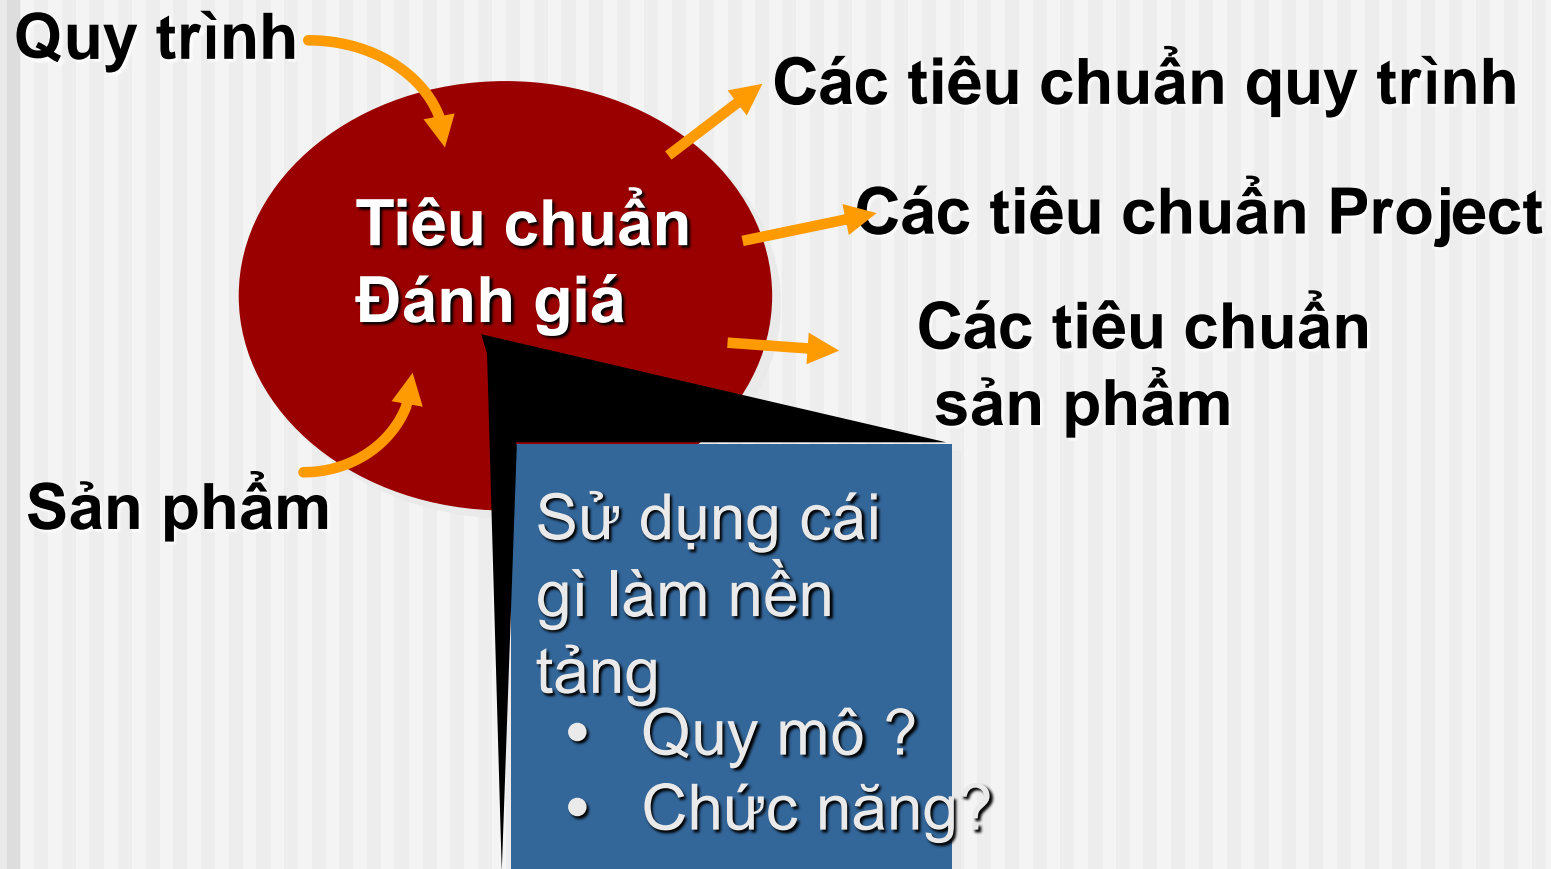 Quy trình
Các tiêu chuẩn quy trình
Các tiêu chuẩn Project
Tiêu chuẩn
Đánh giá
Các tiêu chuẩn
sản phẩm
Sản phẩm
Sử dụng cái
gì làm nền
tảng
• Quy mô ?
• Chức năng?